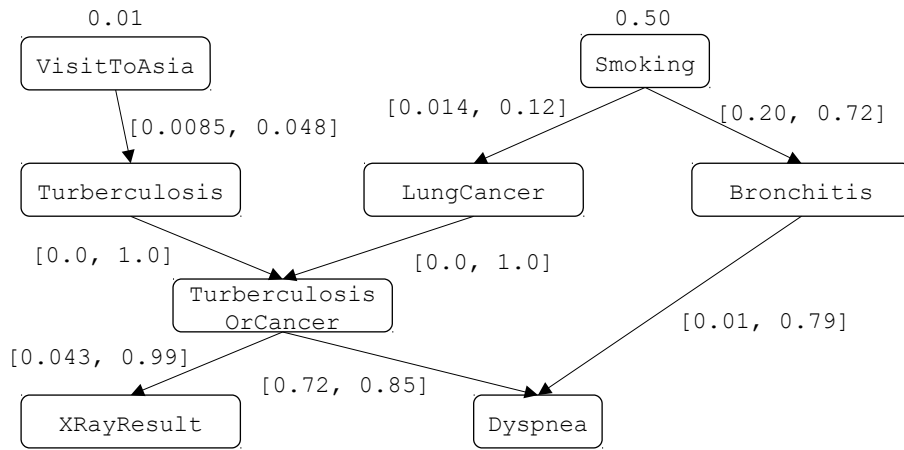 0.01
0.50
VisitToAsia
Smoking
[0.0085, 0.048]
[0.014, 0.12]
[0.20, 0.72]
Turberculosis
LungCancer
Bronchitis
[0.0, 1.0]
[0.0, 1.0]
Turberculosis
OrCancer
[0.01, 0.79]
[0.043, 0.99]
[0.72, 0.85]
XRayResult
Dyspnea